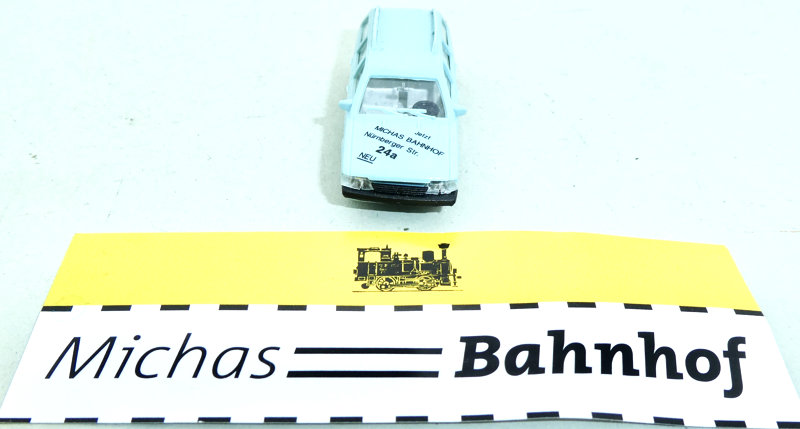 Jetzt
MICHAS BAHNHOF
Nürnberger Str.
24a
NEU
Michas Bahnhof